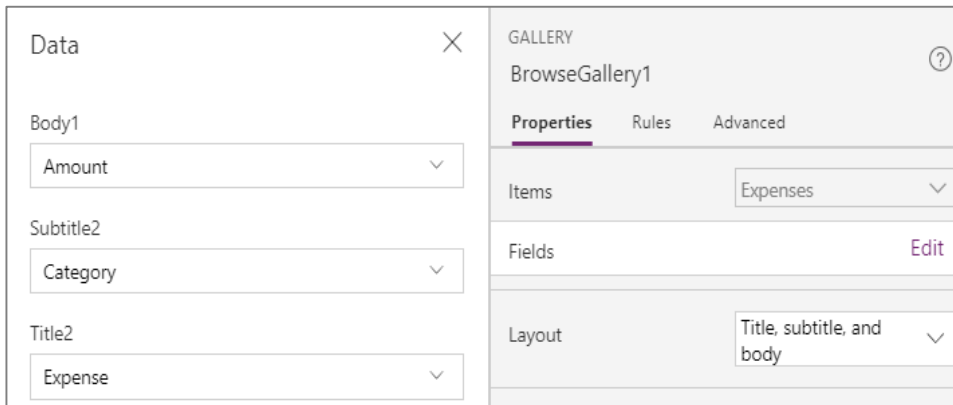 Data
Body1
Amount
Subtitle2
Category
Title2
Expense
GALLERY
BrowseGallery1
Properties Rules Advanced
Items Expenses
Fields Edit
Layout Title, subtitle, and
body